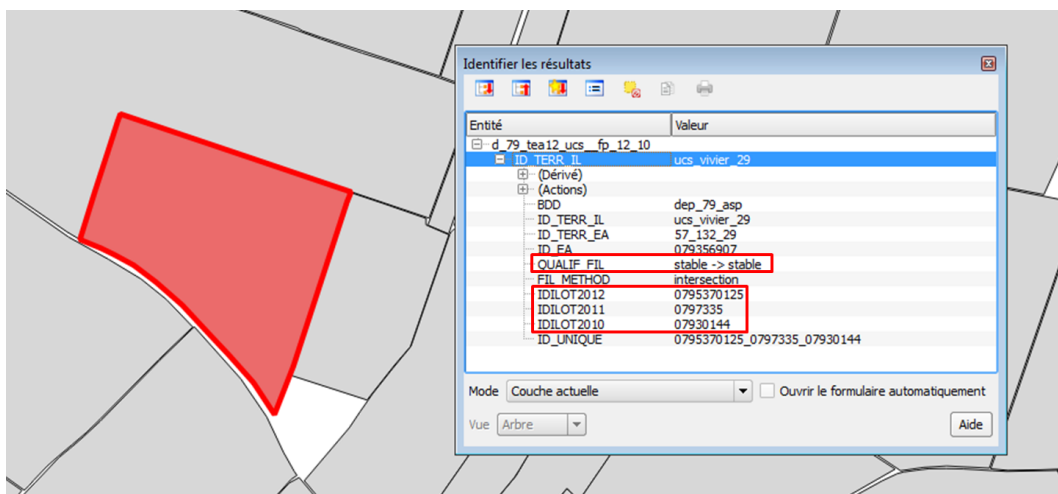 Identifier les résultats
Entité Valeur
d_79_tea12_ucs__fp_12_10
ID_TERR_IL ucs_vivier_29
(Dérivé)
(Actions)
BDD dep_79_asp
ID_TERR_IL ucs_vivier_29
ID_TERR_EA 57_132_29
ID_EA 079356907
QUALIF_FIL stable -> stable
FIL_METHOD intersection
IDILOT2012 0795370125
IDILOT2011 0797335
IDILOT2010 07930144
ID_UNIQUE 0795370125_0797335_07930144
Mode Couche actuelle Ouvrir le formulaire automatiquement
Vue Arbre Aide